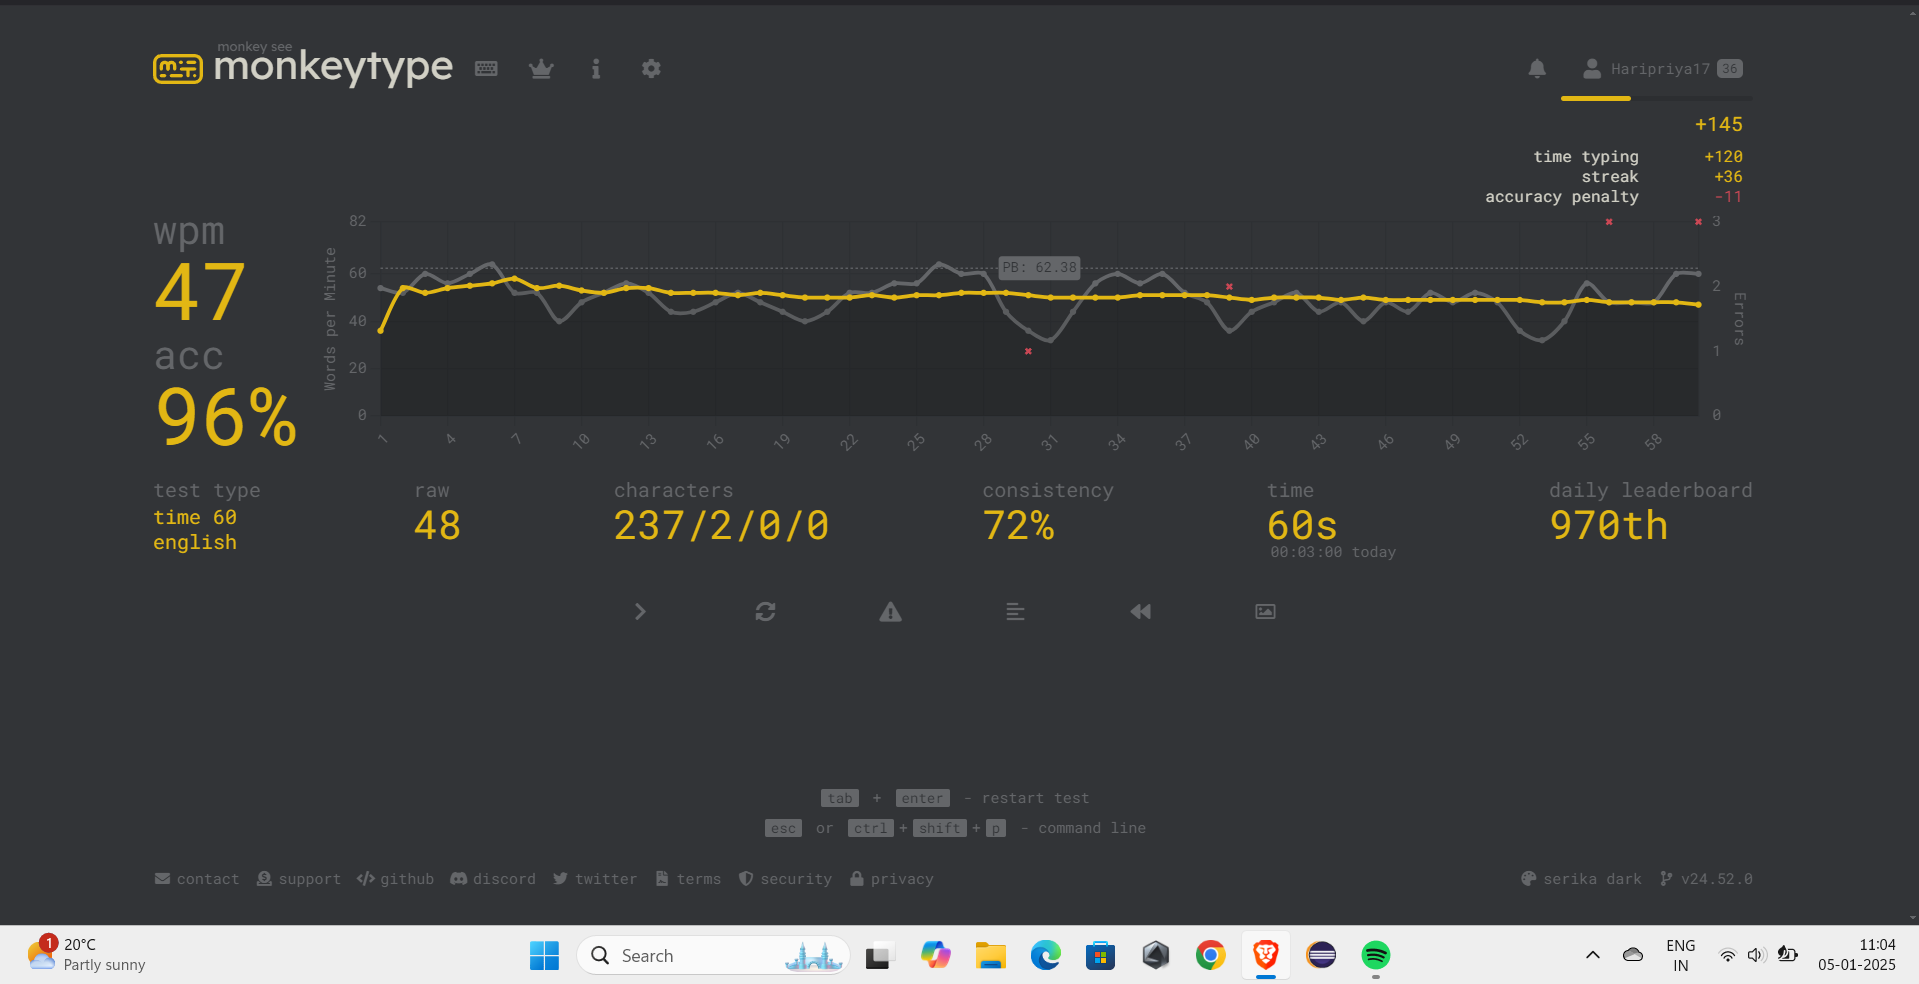 monkey see
monkeytype
Haripriya17 36
+145
time typing +120
streak +36
accuracy penalty -11
wpm
47
acc
96%
Words per Minute
82
60
40
20
0
PB: 62.38
3
2
1
0
Errors
1 4 7 10 13 16 19 22 25 28 31 34 37 40 43 46 49 52 55 58
test type
time 60
english
raw
48
characters
237/2/0/0
consistency
72%
time
60s
00:03:00 today
daily leaderboard
970th
tab + enter - restart test
esc or ctrl + shift + p - command line
contact support github discord twitter terms security privacy
serika dark v24.52.0
1
20°C
Partly sunny
Search
ENG
IN
11:04
05-01-2025